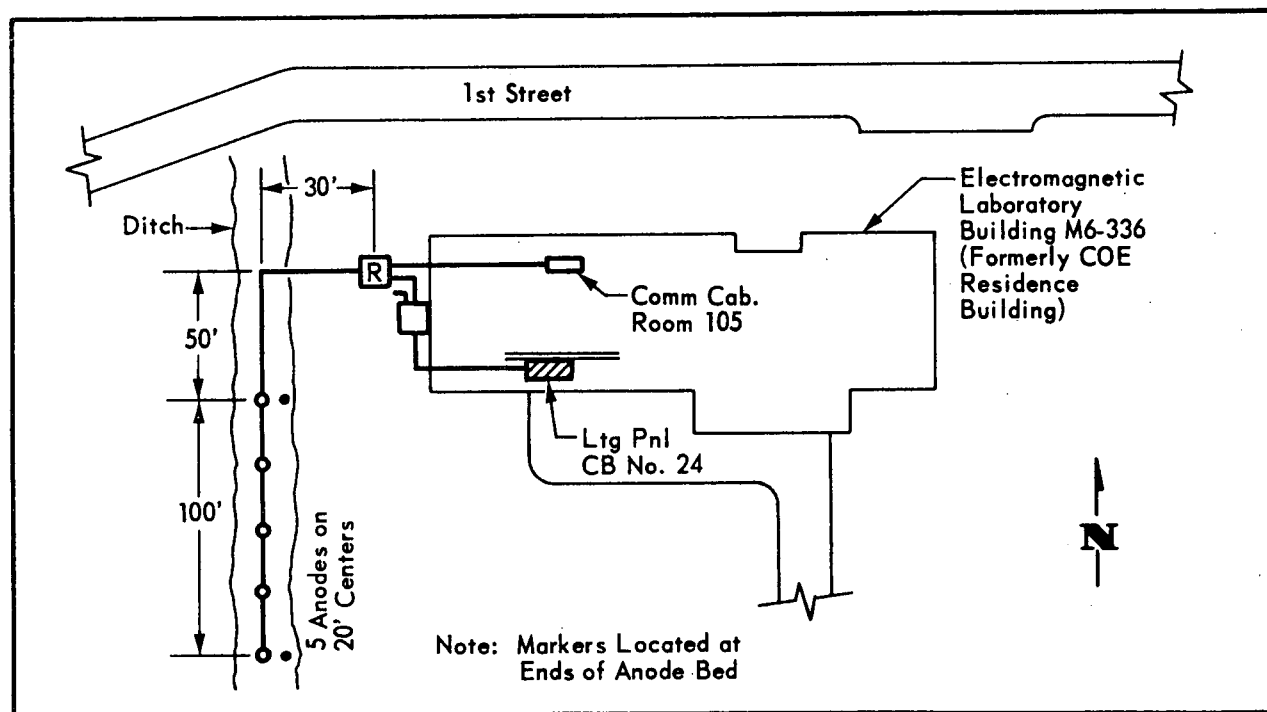 1st Street
30'
Ditch
Electromagnetic
Laboratory
Building M6-336
(Formerly COE
Residence
Building)
R
Comm Cab.
Room 105
50'
Ltg Pnl
CB No. 24
100'
5 Anodes on
20' Centers
N
Note: Markers Located at
Ends of Anode Bed